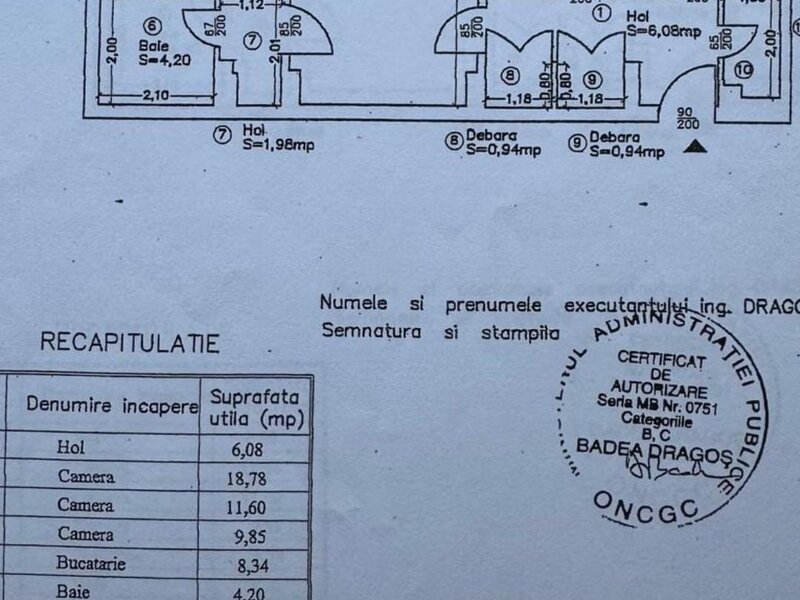 1,12
6
Baie
S=4,20
67
200
7
85
200
2,00
2,01
2,10
85
200
1
Hol
S=6,08mp
65
200
2,00
10
8
0,80
0,80
9
1,18
1,18
90
200
7 Hol
S=1,98mp
8 Debara
S=0,94mp
9 Debara
S=0,94mp
Numele si prenumele executantului ing. DRAGO
Semnatura si stampila
RECAPITULATIE
Denumire incapere Suprafata
utila (mp)
Hol 6,08
Camera 18,78
Camera 11,60
Camera 9,85
Bucatarie 8,34
Baie 4,20
ADMINISTRAȚIEI PUBLICE
CERTIFICAT
DE
AUTORIZARE
Seria MB Nr. 0751
Categoriile
B, C
BADEA DRAGOȘ
ONCGC